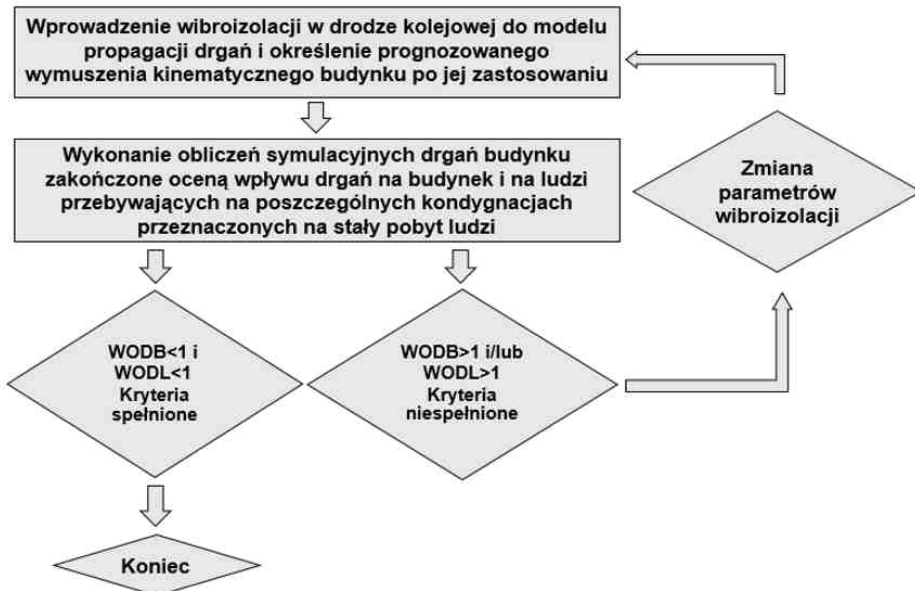 Wprowadzenie wibroizolacji w drodze kolejowej do modelu
propagacji drgań i określenie prognozowanego
wymuszenia kinematycznego budynku po jej zastosowaniu
Wykonanie obliczeń symulacyjnych drgań budynku
zakończone oceną wpływu drgań na budynek i na ludzi
przebywających na poszczególnych kondygnacjach
przeznaczonych na stały pobyt ludzi
Zmiana
parametrów
wibroizolacji
WODB<1 i
WODL<1
Kryteria
spełnione
WODB>1 i/lub
WODL>1
Kryteria
niespełnione
Koniec